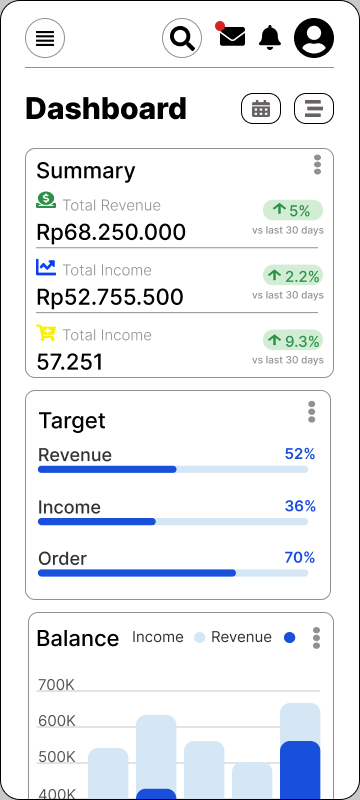 Dashboard
Summary
Total Revenue
5%
Rp68.250.000
vs last 30 days
Total Income
2.2%
Rp52.755.500
vs last 30 days
Total Income
9.3%
57.251
vs last 30 days
Target
Revenue 52%
Income 36%
Order 70%
Balance Income Revenue
700K
600K
500K
400K